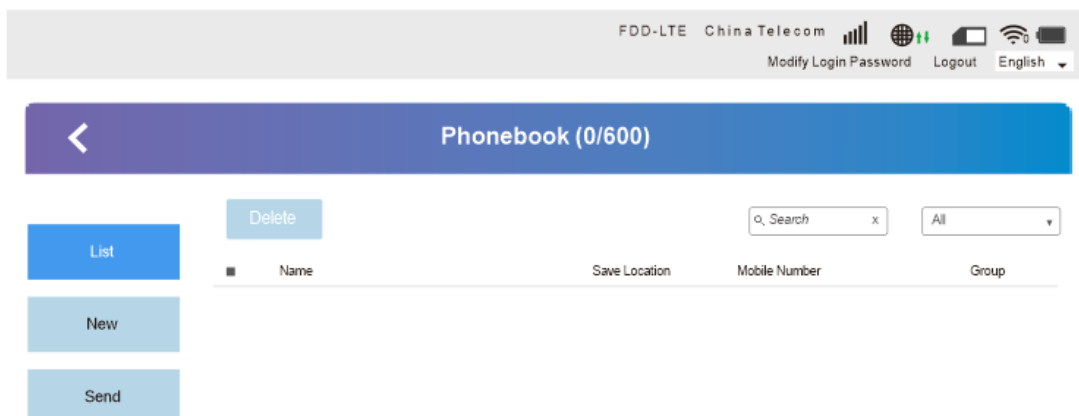 FDD-LTE China Telecom
Modify Login Password Logout English
Phonebook (0/600)
Delete
Search x
All
List
Name Save Location Mobile Number Group
New
Send